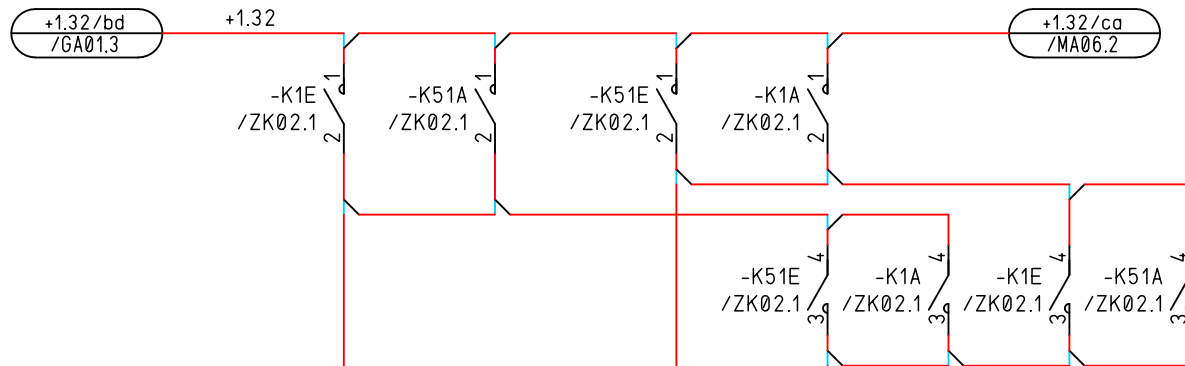 +1.32/bd
/GA01.3
+1.32
+1.32/ca
/MA06.2
-K1E
/ZK02.1
1
2
-K51A
/ZK02.1
1
2
-K51E
/ZK02.1
1
2
-K1A
/ZK02.1
1
2
-K51E
/ZK02.1
4
3
-K1A
/ZK02.1
4
3
-K1E
/ZK02.1
4
3
-K51A
/ZK02.1
4
3